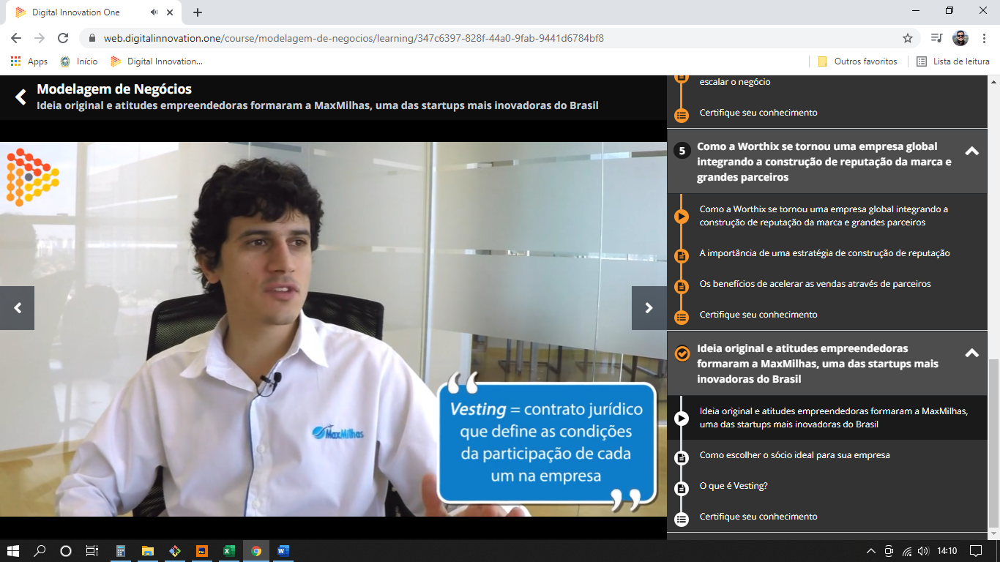 Digital Innovation One
web.digitalinnovation.one/course/modelagem-de-negocios/learning/347c6397-828f-44a0-9fab-9441d6784bf8
Apps
Início
Digital Innovation...
Outros favoritos
Lista de leitura
Modelagem de Negócios
Ideia original e atitudes empreendedoras formaram a MaxMilhas, uma das startups mais inovadoras do Brasil
MaxMilhas
Vesting = contrato jurídico
que define as condições
da participação de cada
um na empresa
escalar o negócio
Certifique seu conhecimento
5
Como a Worthix se tornou uma empresa global
integrando a construção de reputação da marca e
grandes parceiros
Como a Worthix se tornou uma empresa global integrando a
construção de reputação da marca e grandes parceiros
A importância de uma estratégia de construção de reputação
Os benefícios de acelerar as vendas através de parceiros
Certifique seu conhecimento
Ideia original e atitudes empreendedoras
formaram a MaxMilhas, uma das startups mais
inovadoras do Brasil
Ideia original e atitudes empreendedoras formaram a MaxMilhas,
uma das startups mais inovadoras do Brasil
Como escolher o sócio ideal para sua empresa
O que é Vesting?
Certifique seu conhecimento
14:10